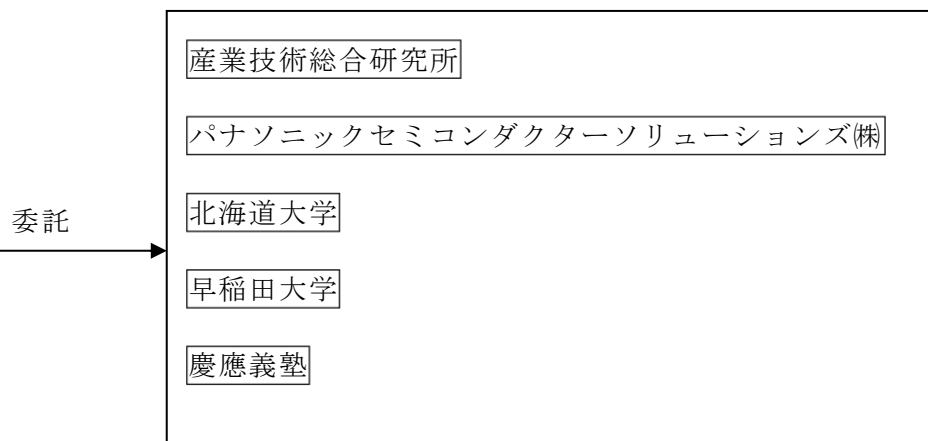 産業技術総合研究所
パナソニックセミコンダクターソリューションズ㈱
北海道大学
委託
早稲田大学
慶應義塾